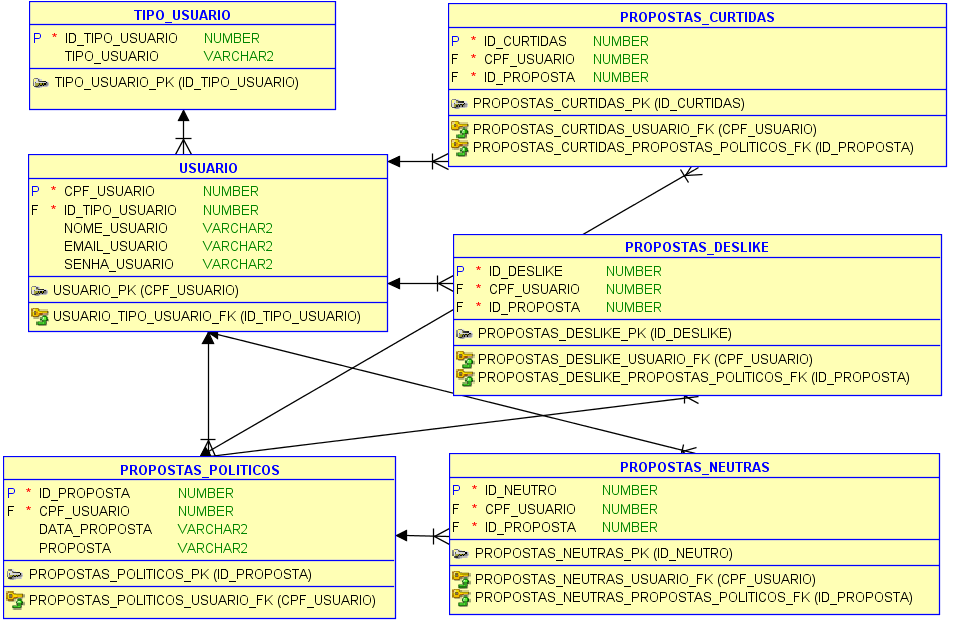 TIPO_USUARIO
P * ID_TIPO_USUARIO NUMBER
TIPO_USUARIO VARCHAR2
TIPO_USUARIO_PK (ID_TIPO_USUARIO)
PROPOSTAS_CURTIDAS
P * ID_CURTIDAS NUMBER
F * CPF_USUARIO NUMBER
F * ID_PROPOSTA NUMBER
PROPOSTAS_CURTIDAS_PK (ID_CURTIDAS)
PROPOSTAS_CURTIDAS_USUARIO_FK (CPF_USUARIO)
PROPOSTAS_CURTIDAS_PROPOSTAS_POLITICOS_FK (ID_PROPOSTA)
USUARIO
P * CPF_USUARIO NUMBER
F * ID_TIPO_USUARIO NUMBER
NOME_USUARIO VARCHAR2
EMAIL_USUARIO VARCHAR2
SENHA_USUARIO VARCHAR2
USUARIO_PK (CPF_USUARIO)
USUARIO_TIPO_USUARIO_FK (ID_TIPO_USUARIO)
PROPOSTAS_DESLIKE
P * ID_DESLIKE NUMBER
F * CPF_USUARIO NUMBER
F * ID_PROPOSTA NUMBER
PROPOSTAS_DESLIKE_PK (ID_DESLIKE)
PROPOSTAS_DESLIKE_USUARIO_FK (CPF_USUARIO)
PROPOSTAS_DESLIKE_PROPOSTAS_POLITICOS_FK (ID_PROPOSTA)
PROPOSTAS_POLITICOS
P * ID_PROPOSTA NUMBER
F * CPF_USUARIO NUMBER
DATA_PROPOSTA VARCHAR2
PROPOSTA VARCHAR2
PROPOSTAS_POLITICOS_PK (ID_PROPOSTA)
PROPOSTAS_POLITICOS_USUARIO_FK (CPF_USUARIO)
PROPOSTAS_NEUTRAS
P * ID_NEUTRO NUMBER
F * CPF_USUARIO NUMBER
F * ID_PROPOSTA NUMBER
PROPOSTAS_NEUTRAS_PK (ID_NEUTRO)
PROPOSTAS_NEUTRAS_USUARIO_FK (CPF_USUARIO)
PROPOSTAS_NEUTRAS_PROPOSTAS_POLITICOS_FK (ID_PROPOSTA)